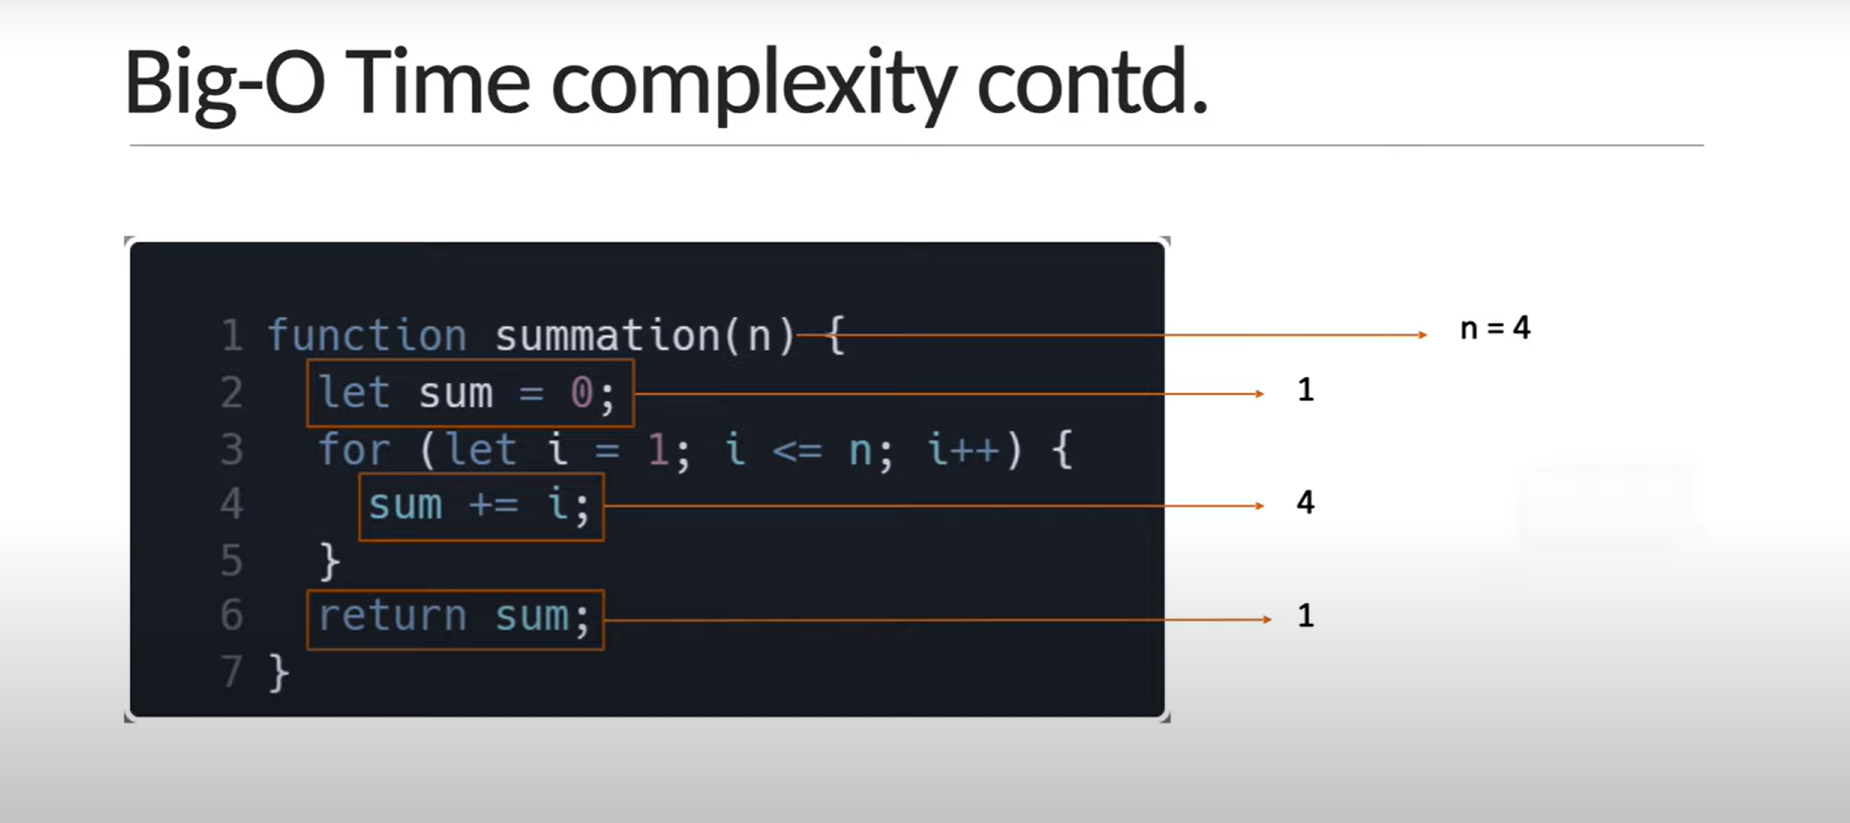 Big-O Time complexity contd.
1 function summation(n) { n = 4
2 let sum = 0; 1
3 for (let i = 1; i <= n; i++) {
4 sum += i; 4
5 }
6 return sum; 1
7 }